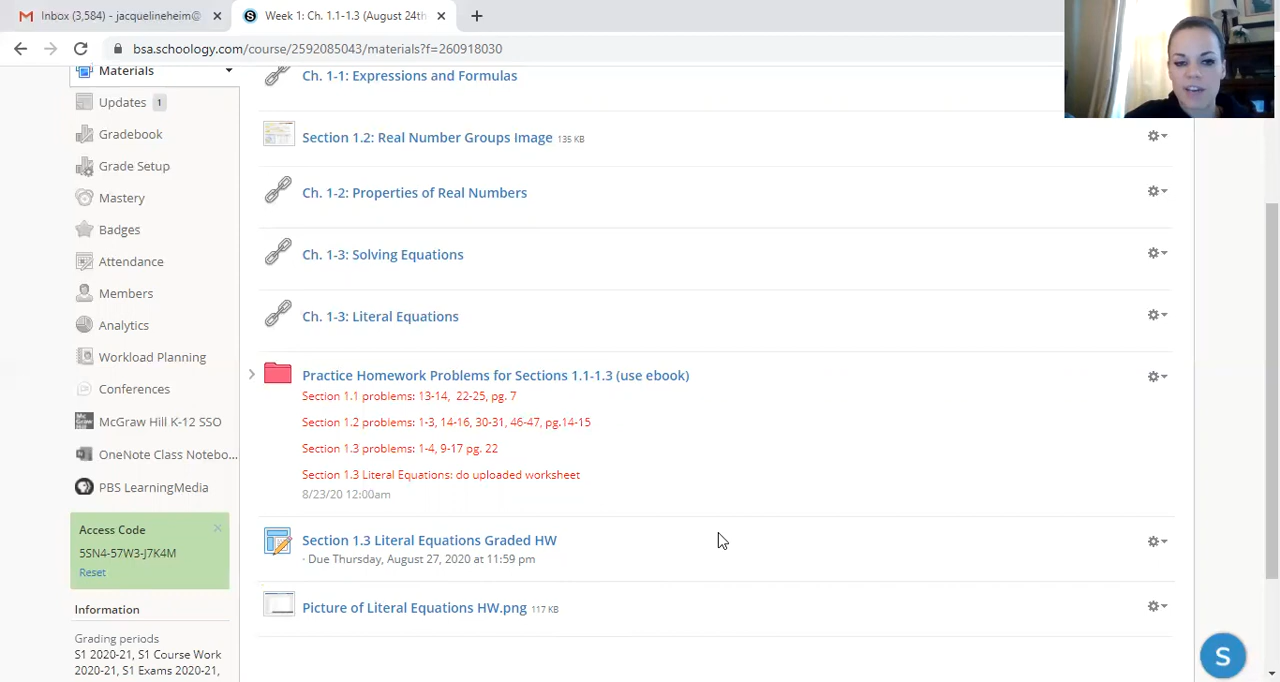 Inbox (3,584) - jacquelineheim@
Week 1: Ch. 1.1-1.3 (August 24th
bsa.schoology.com/course/2592085043/materials?f=260918030
Materials
Updates 1
Gradebook
Grade Setup
Mastery
Badges
Attendance
Members
Analytics
Workload Planning
Conferences
McGraw Hill K-12 SSO
OneNote Class Notebo...
PBS LearningMedia
Access Code
5SN4-57W3-J7K4M
Reset
Information
Grading periods
S1 2020-21, S1 Course Work
2020-21, S1 Exams 2020-21,
Ch. 1-1: Expressions and Formulas
Section 1.2: Real Number Groups Image 135 KB
Ch. 1-2: Properties of Real Numbers
Ch. 1-3: Solving Equations
Ch. 1-3: Literal Equations
Practice Homework Problems for Sections 1.1-1.3 (use ebook)
Section 1.1 problems: 13-14, 22-25, pg. 7
Section 1.2 problems: 1-3, 14-16, 30-31, 46-47, pg.14-15
Section 1.3 problems: 1-4, 9-17 pg. 22
Section 1.3 Literal Equations: do uploaded worksheet
8/23/20 12:00am
Section 1.3 Literal Equations Graded HW
· Due Thursday, August 27, 2020 at 11:59 pm
Picture of Literal Equations HW.png 117 KB
S